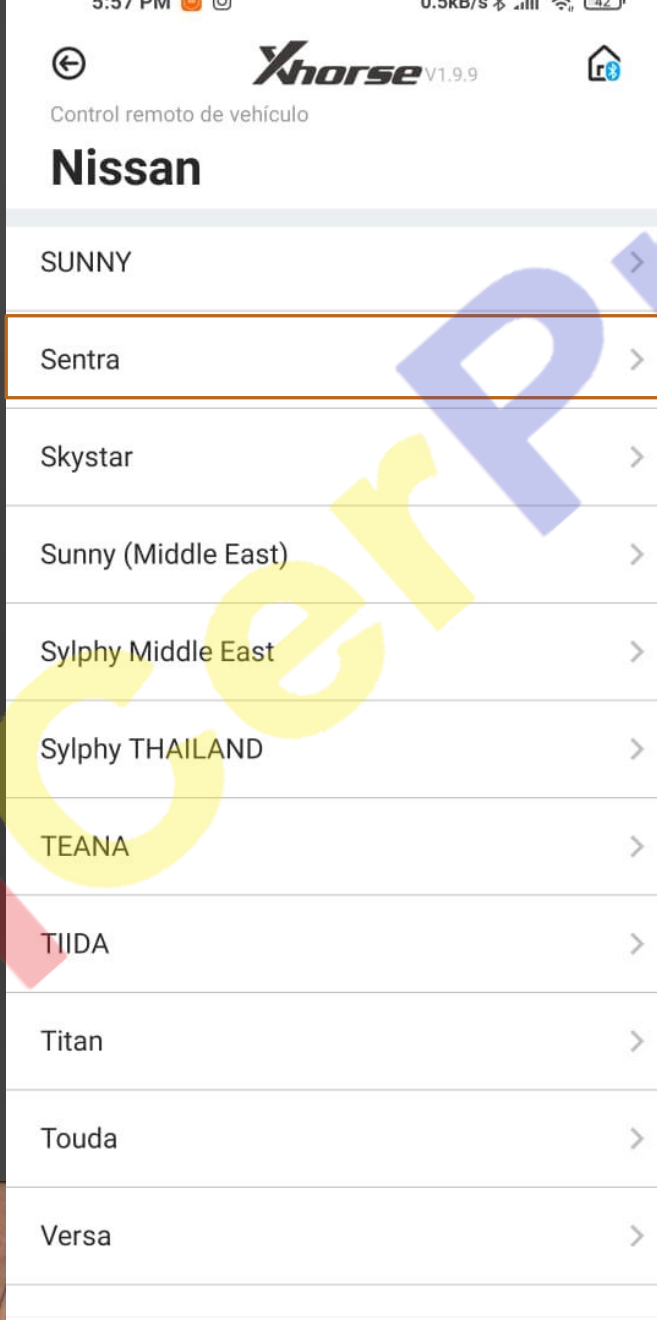 5:57 PM
0.5KB/s
42
Xhorse V1.9.9
Control remoto de vehículo
Nissan
SUNNY
Sentra
Skystar
Sunny (Middle East)
Sylphy Middle East
Sylphy THAILAND
TEANA
TIIDA
Titan
Touda
Versa
CerP